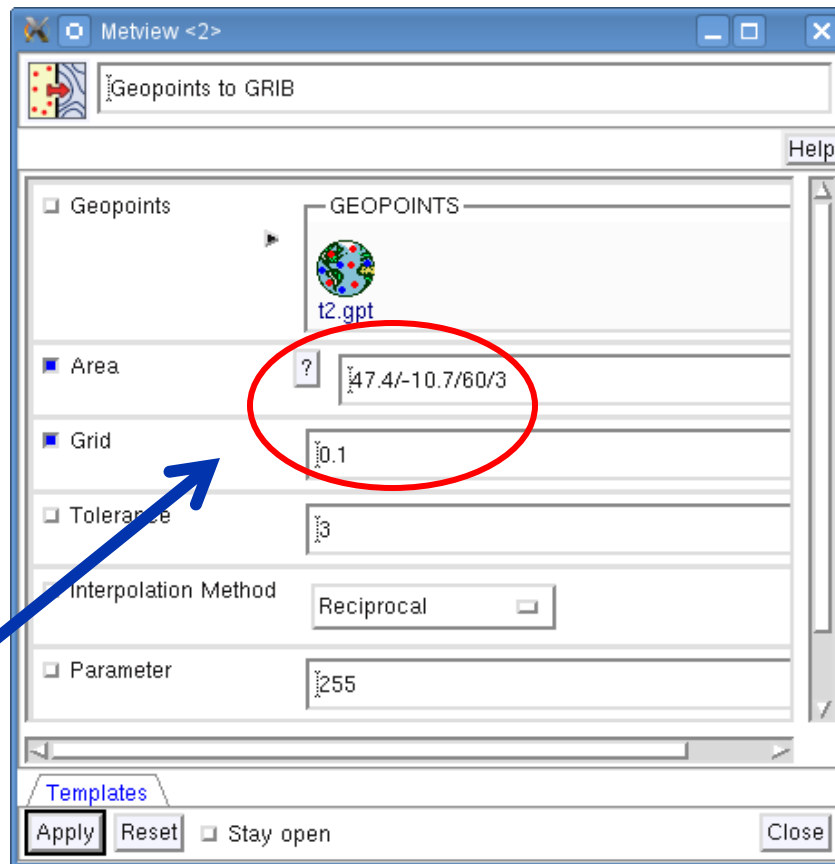 Metview <2>
Geopoints to GRIB
Help
Geopoints
GEOPOINTS
t2.gpt
Area
?
47.4/-10.7/60/3
Grid
0.1
Tolerance
3
Interpolation Method
Reciprocal
Parameter
255
Templates
Apply Reset Stay open Close